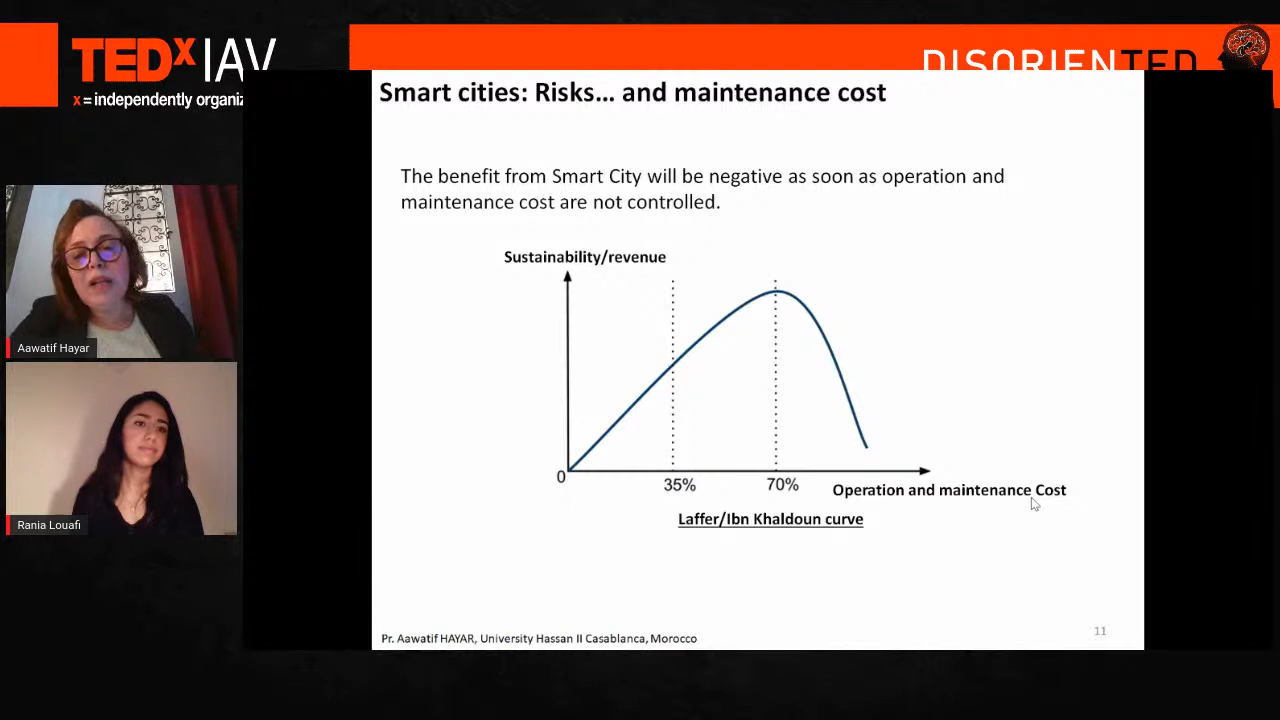 TEDx IAV
x = independently organiz
DISORIENTED
Smart cities: Risks… and maintenance cost
The benefit from Smart City will be negative as soon as operation and
maintenance cost are not controlled.
Sustainability/revenue
0
35%
70%
Operation and maintenance Cost
Laffer/Ibn Khaldoun curve
Pr. Aawatif HAYAR, University Hassan II Casablanca, Morocco
11
Aawatif Hayar
Rania Louafi